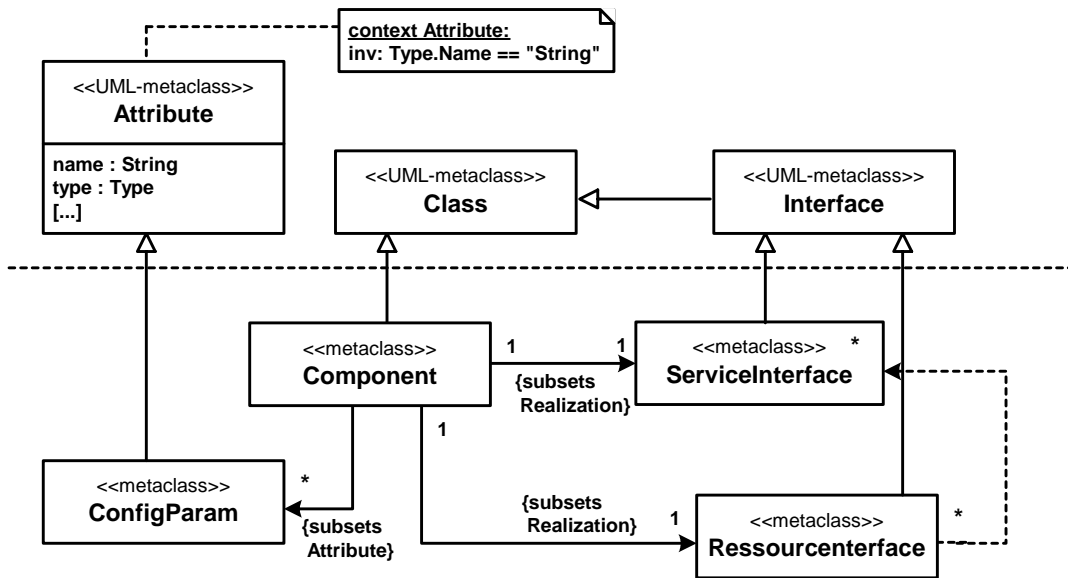 context Attribute:
inv: Type.Name == "String"
<<UML-metaclass>>
Attribute
name : String
type : Type
[...]
<<UML-metaclass>>
Class
<<UML-metaclass>>
Interface
<<metaclass>>
Component
1
1
{subsets
Realization}
<<metaclass>>
*
ServiceInterface
1
<<metaclass>>
ConfigParam
*
{subsets
Attribute}
{subsets
Realization}
1
<<metaclass>>
Ressourcenterface
*